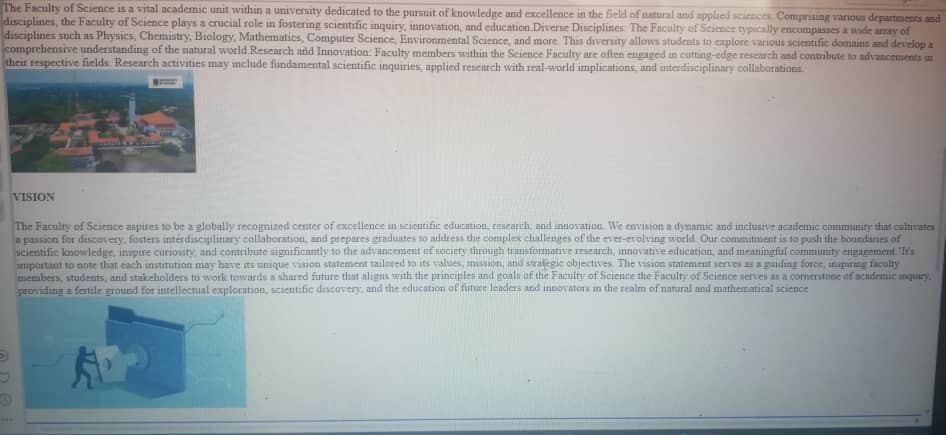 The Faculty of Science is a vital academic unit within a university dedicated to the pursuit of knowledge and excellence in the field of natural and applied sciences. Comprising various departments and
disciplines, the Faculty of Science plays a crucial role in fostering scientific inquiry, innovation, and education.Diverse Disciplines: The Faculty of Science typically encompasses a wide array of
disciplines such as Physics, Chemistry, Biology, Mathematics, Computer Science, Environmental Science, and more. This diversity allows students to explore various scientific domains and develop a
comprehensive understanding of the natural world.Research and Innovation: Faculty members within the Science Faculty are often engaged in cutting-edge research and contribute to advancements in
their respective fields. Research activities may include fundamental scientific inquiries, applied research with real-world implications, and interdisciplinary collaborations.
VISION
The Faculty of Science aspires to be a globally recognized center of excellence in scientific education, research, and innovation. We envision a dynamic and inclusive academic community that cultivates
a passion for discovery, fosters interdisciplinary collaboration, and prepares graduates to address the complex challenges of the ever-evolving world. Our commitment is to push the boundaries of
scientific knowledge, inspire curiosity, and contribute significantly to the advancement of society through transformative research, innovative education, and meaningful community engagement."It's
important to note that each institution may have its unique vision statement tailored to its values, mission, and strategic objectives. The vision statement serves as a guiding force, inspiring faculty
members, students, and stakeholders to work towards a shared future that aligns with the principles and goals of the Faculty of Science the Faculty of Science serves as a cornerstone of academic inquiry,
providing a fertile ground for intellectual exploration, scientific discovery, and the education of future leaders and innovators in the realm of natural and mathematical science